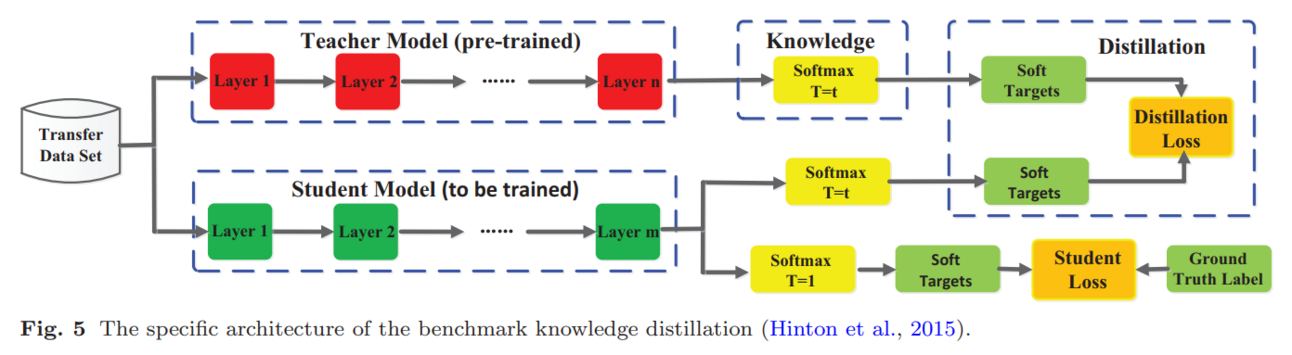 Teacher Model (pre-trained)
Knowledge
Distillation
Layer 1
Layer 2
......
Layer n
Softmax
T=t
Soft
Targets
Distillation
Loss
Transfer
Data Set
Student Model (to be trained)
Layer 1
Layer 2
......
Layer m
Softmax
T=t
Soft
Targets
Softmax
T=1
Soft
Targets
Student
Loss
Ground
Truth Label
Fig. 5 The specific architecture of the benchmark knowledge distillation (Hinton et al., 2015).